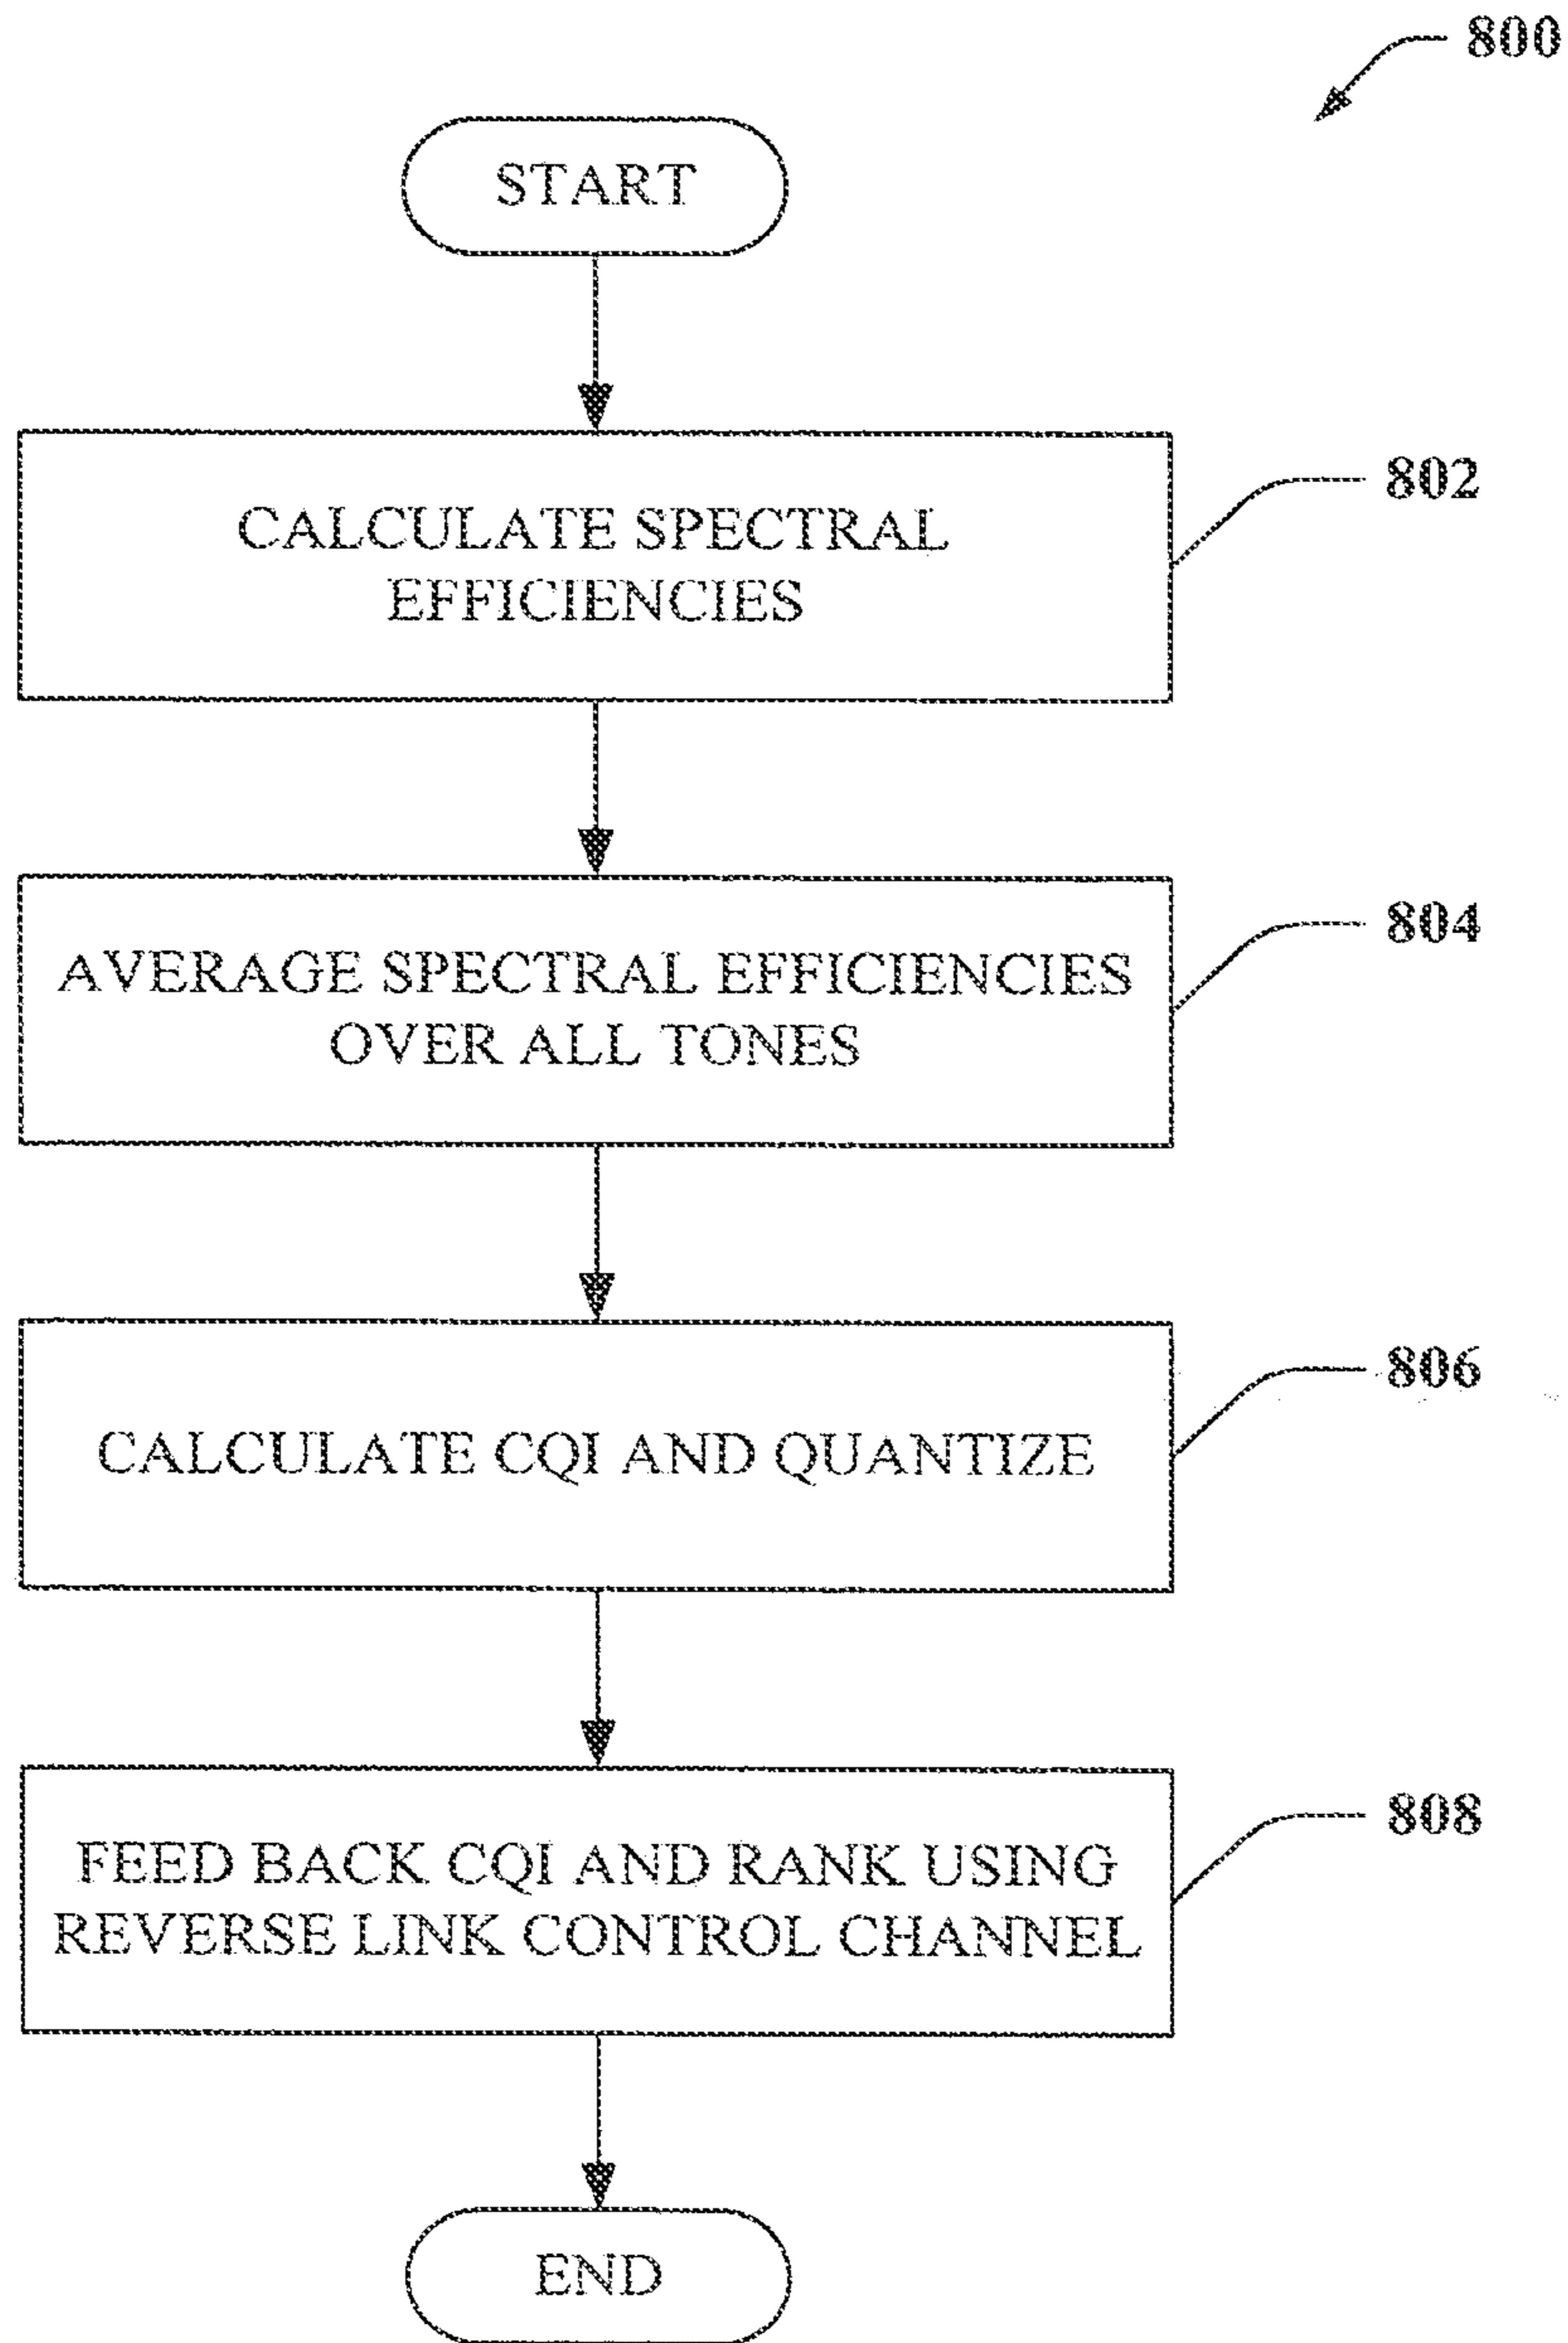 800
START
CALCULATE SPECTRAL
EFFICIENCIES
802
AVERAGE SPECTRAL EFFICIENCIES
OVER ALL TONES
804
CALCULATE CQI AND QUANTIZE
806
FEED BACK CQI AND RANK USING
REVERSE LINK CONTROL CHANNEL
808
END